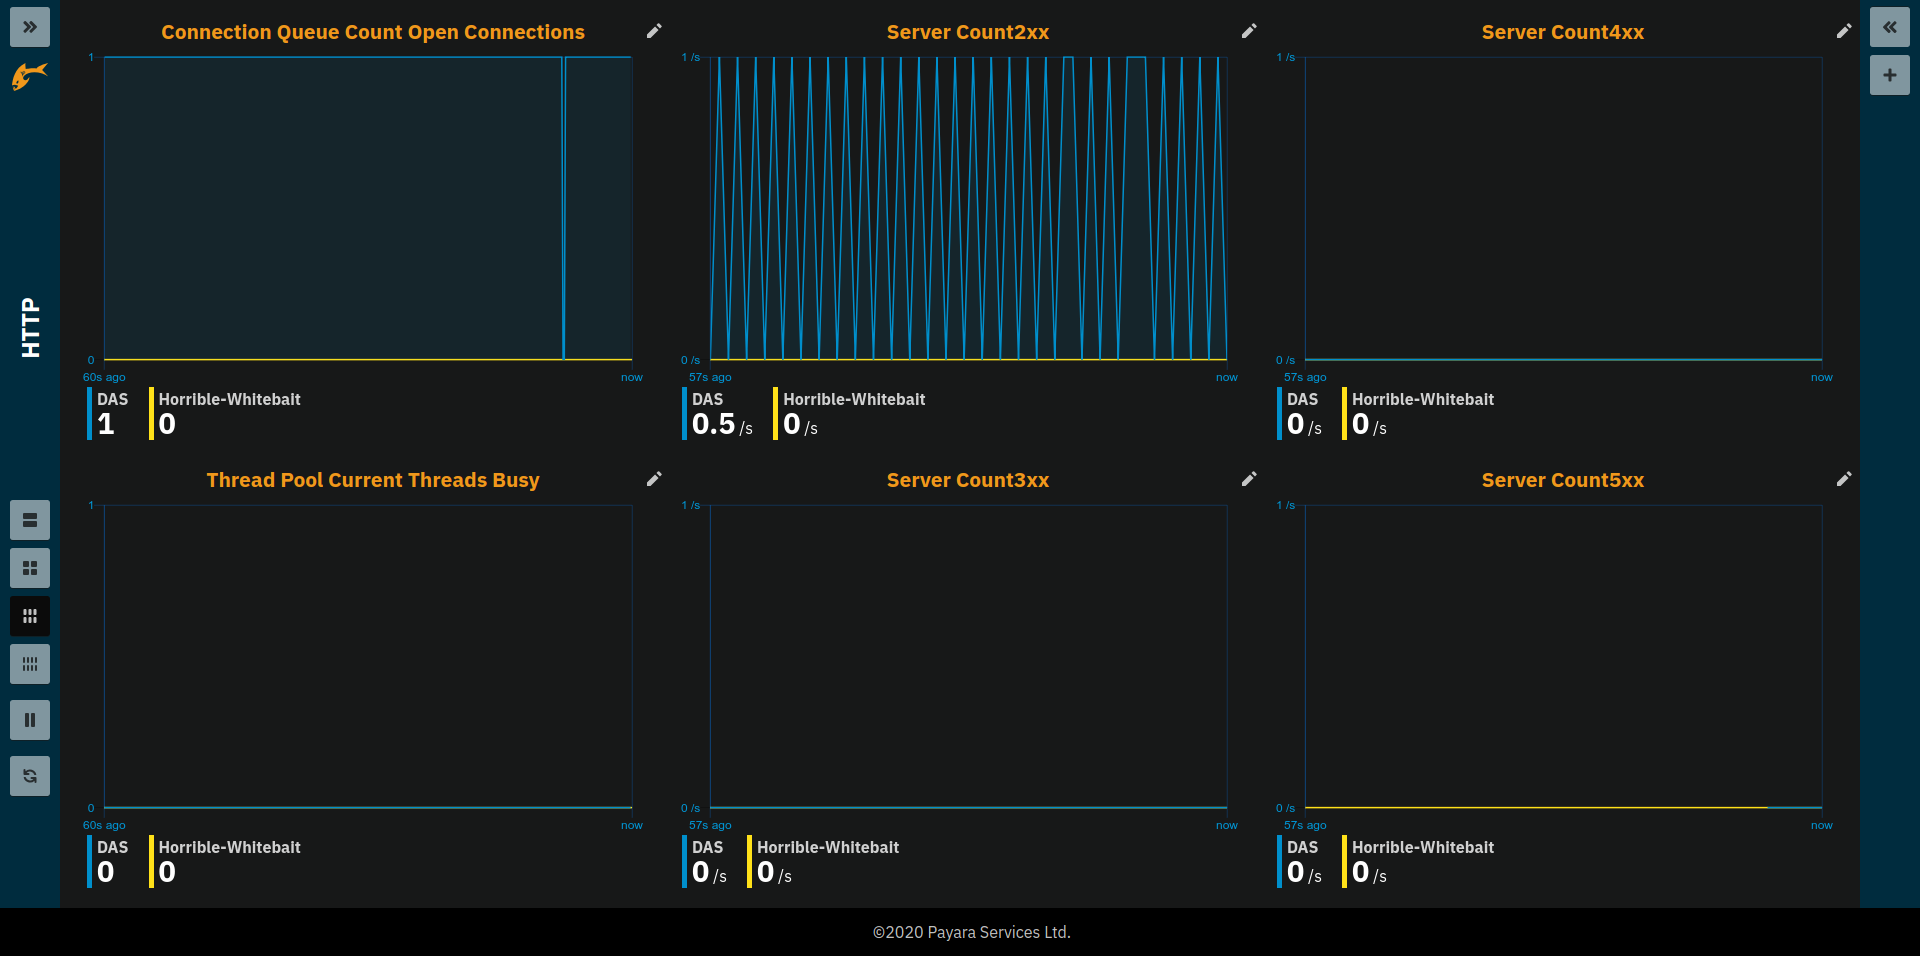 HTTP
Connection Queue Count Open Connections
1
0
60s ago
now
DAS
1
Horrible-Whitebait
0
Server Count2xx
1 /s
0 /s
57s ago
now
DAS
0.5 /s
Horrible-Whitebait
0 /s
Server Count4xx
1 /s
0 /s
57s ago
now
DAS
0 /s
Horrible-Whitebait
0 /s
Thread Pool Current Threads Busy
1
0
60s ago
now
DAS
0
Horrible-Whitebait
0
Server Count3xx
1 /s
0 /s
57s ago
now
DAS
0 /s
Horrible-Whitebait
0 /s
Server Count5xx
1 /s
0 /s
57s ago
now
DAS
0 /s
Horrible-Whitebait
0 /s
©2020 Payara Services Ltd.